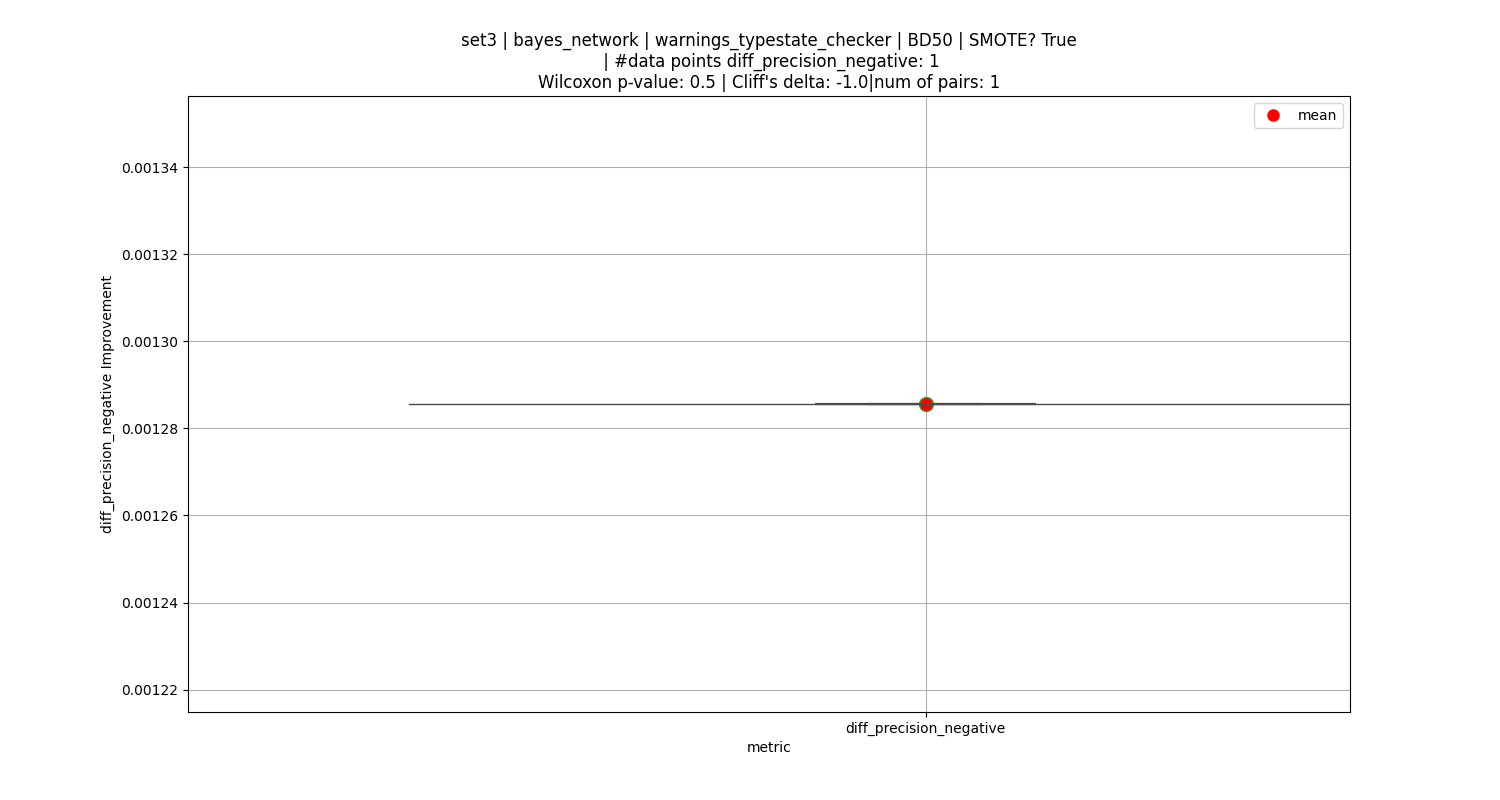 set3 | bayes_network | warnings_typestate_checker | BD50 | SMOTE? True
| #data points diff_precision_negative: 1
Wilcoxon p-value: 0.5 | Cliff's delta: -1.0|num of pairs: 1
mean
0.00134
0.00132
0.00130
0.00128
0.00126
0.00124
0.00122
diff_precision_negative Improvement
diff_precision_negative
metric